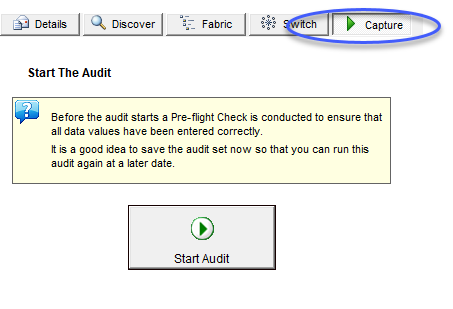 Details Discover Fabric Switch Capture
Start The Audit
Before the audit starts a Pre-flight Check is conducted to ensure that
all data values have been entered correctly.
It is a good idea to save the audit set now so that you can run this
audit again at a later date.
Start Audit